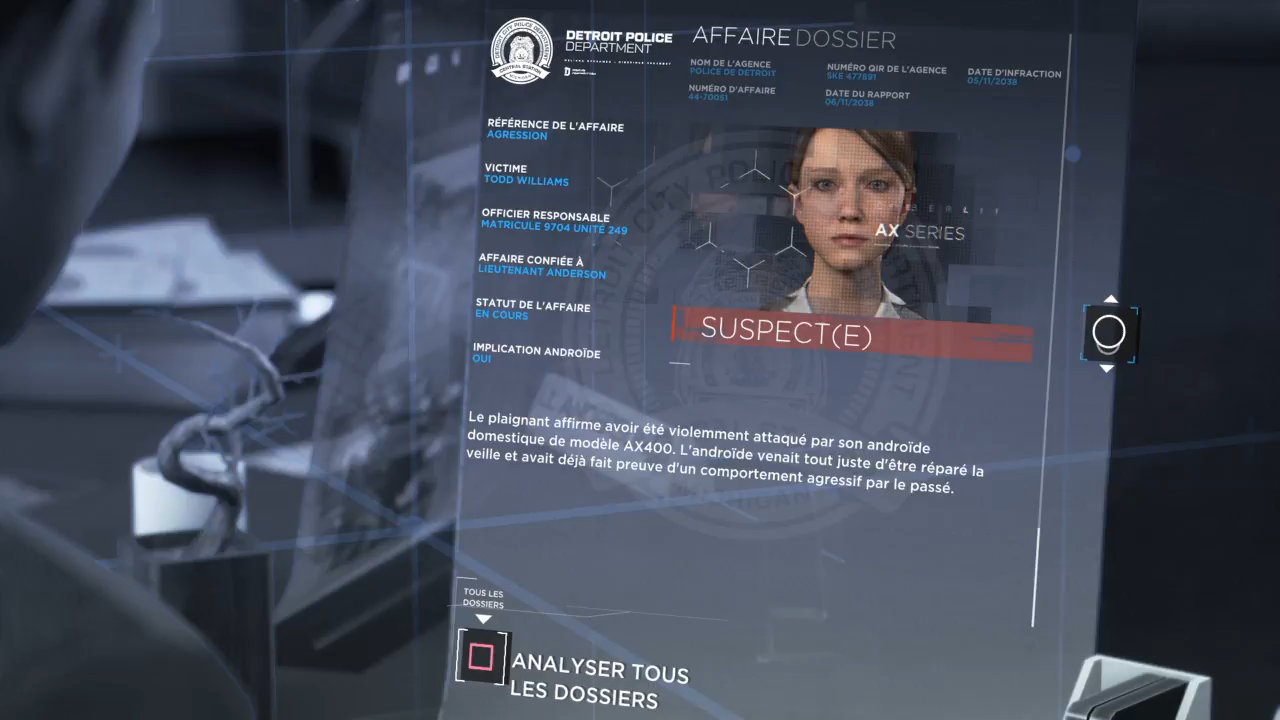 DETROIT POLICE
DEPARTMENT
AFFAIRE DOSSIER
NOM DE L'AGENCE
POLICE DE DETROIT
NUMÉRO D'AFFAIRE
44-70051
NUMÉRO QIR DE L'AGENCE
SKE 477891
DATE DU RAPPORT
06/11/2038
DATE D'INFRACTION
05/11/2038
RÉFÉRENCE DE L'AFFAIRE
AGRESSION
VICTIME
TODD WILLIAMS
OFFICIER RESPONSABLE
MATRICULE 9704 UNITÉ 249
AFFAIRE CONFIÉE À
LIEUTENANT ANDERSON
STATUT DE L'AFFAIRE
EN COURS
IMPLICATION ANDROÏDE
OUI
AX SERIES
SUSPECT(E)
Le plaignant affirme avoir été violemment attaqué par son androïde
domestique de modèle AX400. L'androïde venait tout juste d'être réparé la
veille et avait déjà fait preuve d'un comportement agressif par le passé.
TOUS LES
DOSSIERS
ANALYSER TOUS
LES DOSSIERS